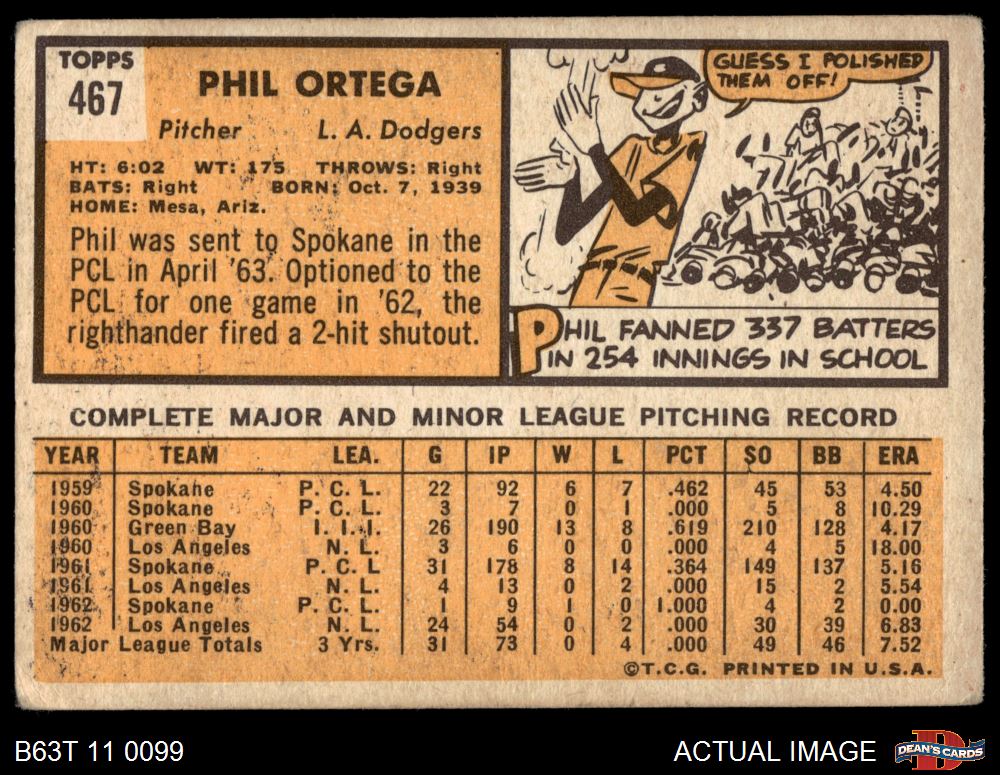 TOPPS
467
PHIL ORTEGA
Pitcher L. A. Dodgers
HT: 6:02 WT: 175 THROWS: Right
BATS: Right BORN: Oct. 7, 1939
HOME: Mesa, Ariz.
Phil was sent to Spokane in the
PCL in April '63. Optioned to the
PCL for one game in '62, the
righthander fired a 2-hit shutout.
GUESS I POLISHED
THEM OFF!
PHIL FANNED 337 BATTERS
IN 254 INNINGS IN SCHOOL
COMPLETE MAJOR AND MINOR LEAGUE PITCHING RECORD
YEAR TEAM LEA. G IP W L PCT SO BB ERA
1959 Spokane P. C. L. 22 92 6 7 .462 45 53 4.50
1960 Spokane P. C. L. 3 7 0 1 .000 5 8 10.29
1960 Green Bay I. I. I. 26 190 13 8 .619 210 128 4.17
1960 Los Angeles N. L. 3 6 0 0 .000 4 5 18.00
1961 Spokane P. C. L 31 178 8 14 .364 149 137 5.16
1961 Los Angeles N. L. 4 13 0 2 .000 15 2 5.54
1962 Spokane P. C. L. 1 9 1 0 1.000 4 2 0.00
1962 Los Angeles N. L. 24 54 0 2 .000 30 39 6.83
Major League Totals 3 Yrs. 31 73 0 4 .000 49 46 7.52
©T.C.G. PRINTED IN U.S.A.
B63T 11 0099
ACTUAL IMAGE
D
DEAN'S CARDS